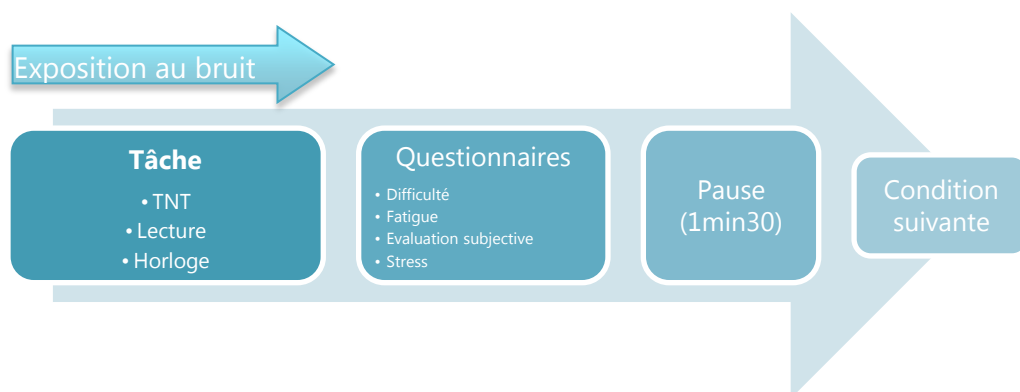 Exposition au bruit
Tâche
• TNT
• Lecture
• Horloge
Questionnaires
• Difficulté
• Fatigue
• Evaluation subjective
• Stress
Pause
(1min30)
Condition
suivante